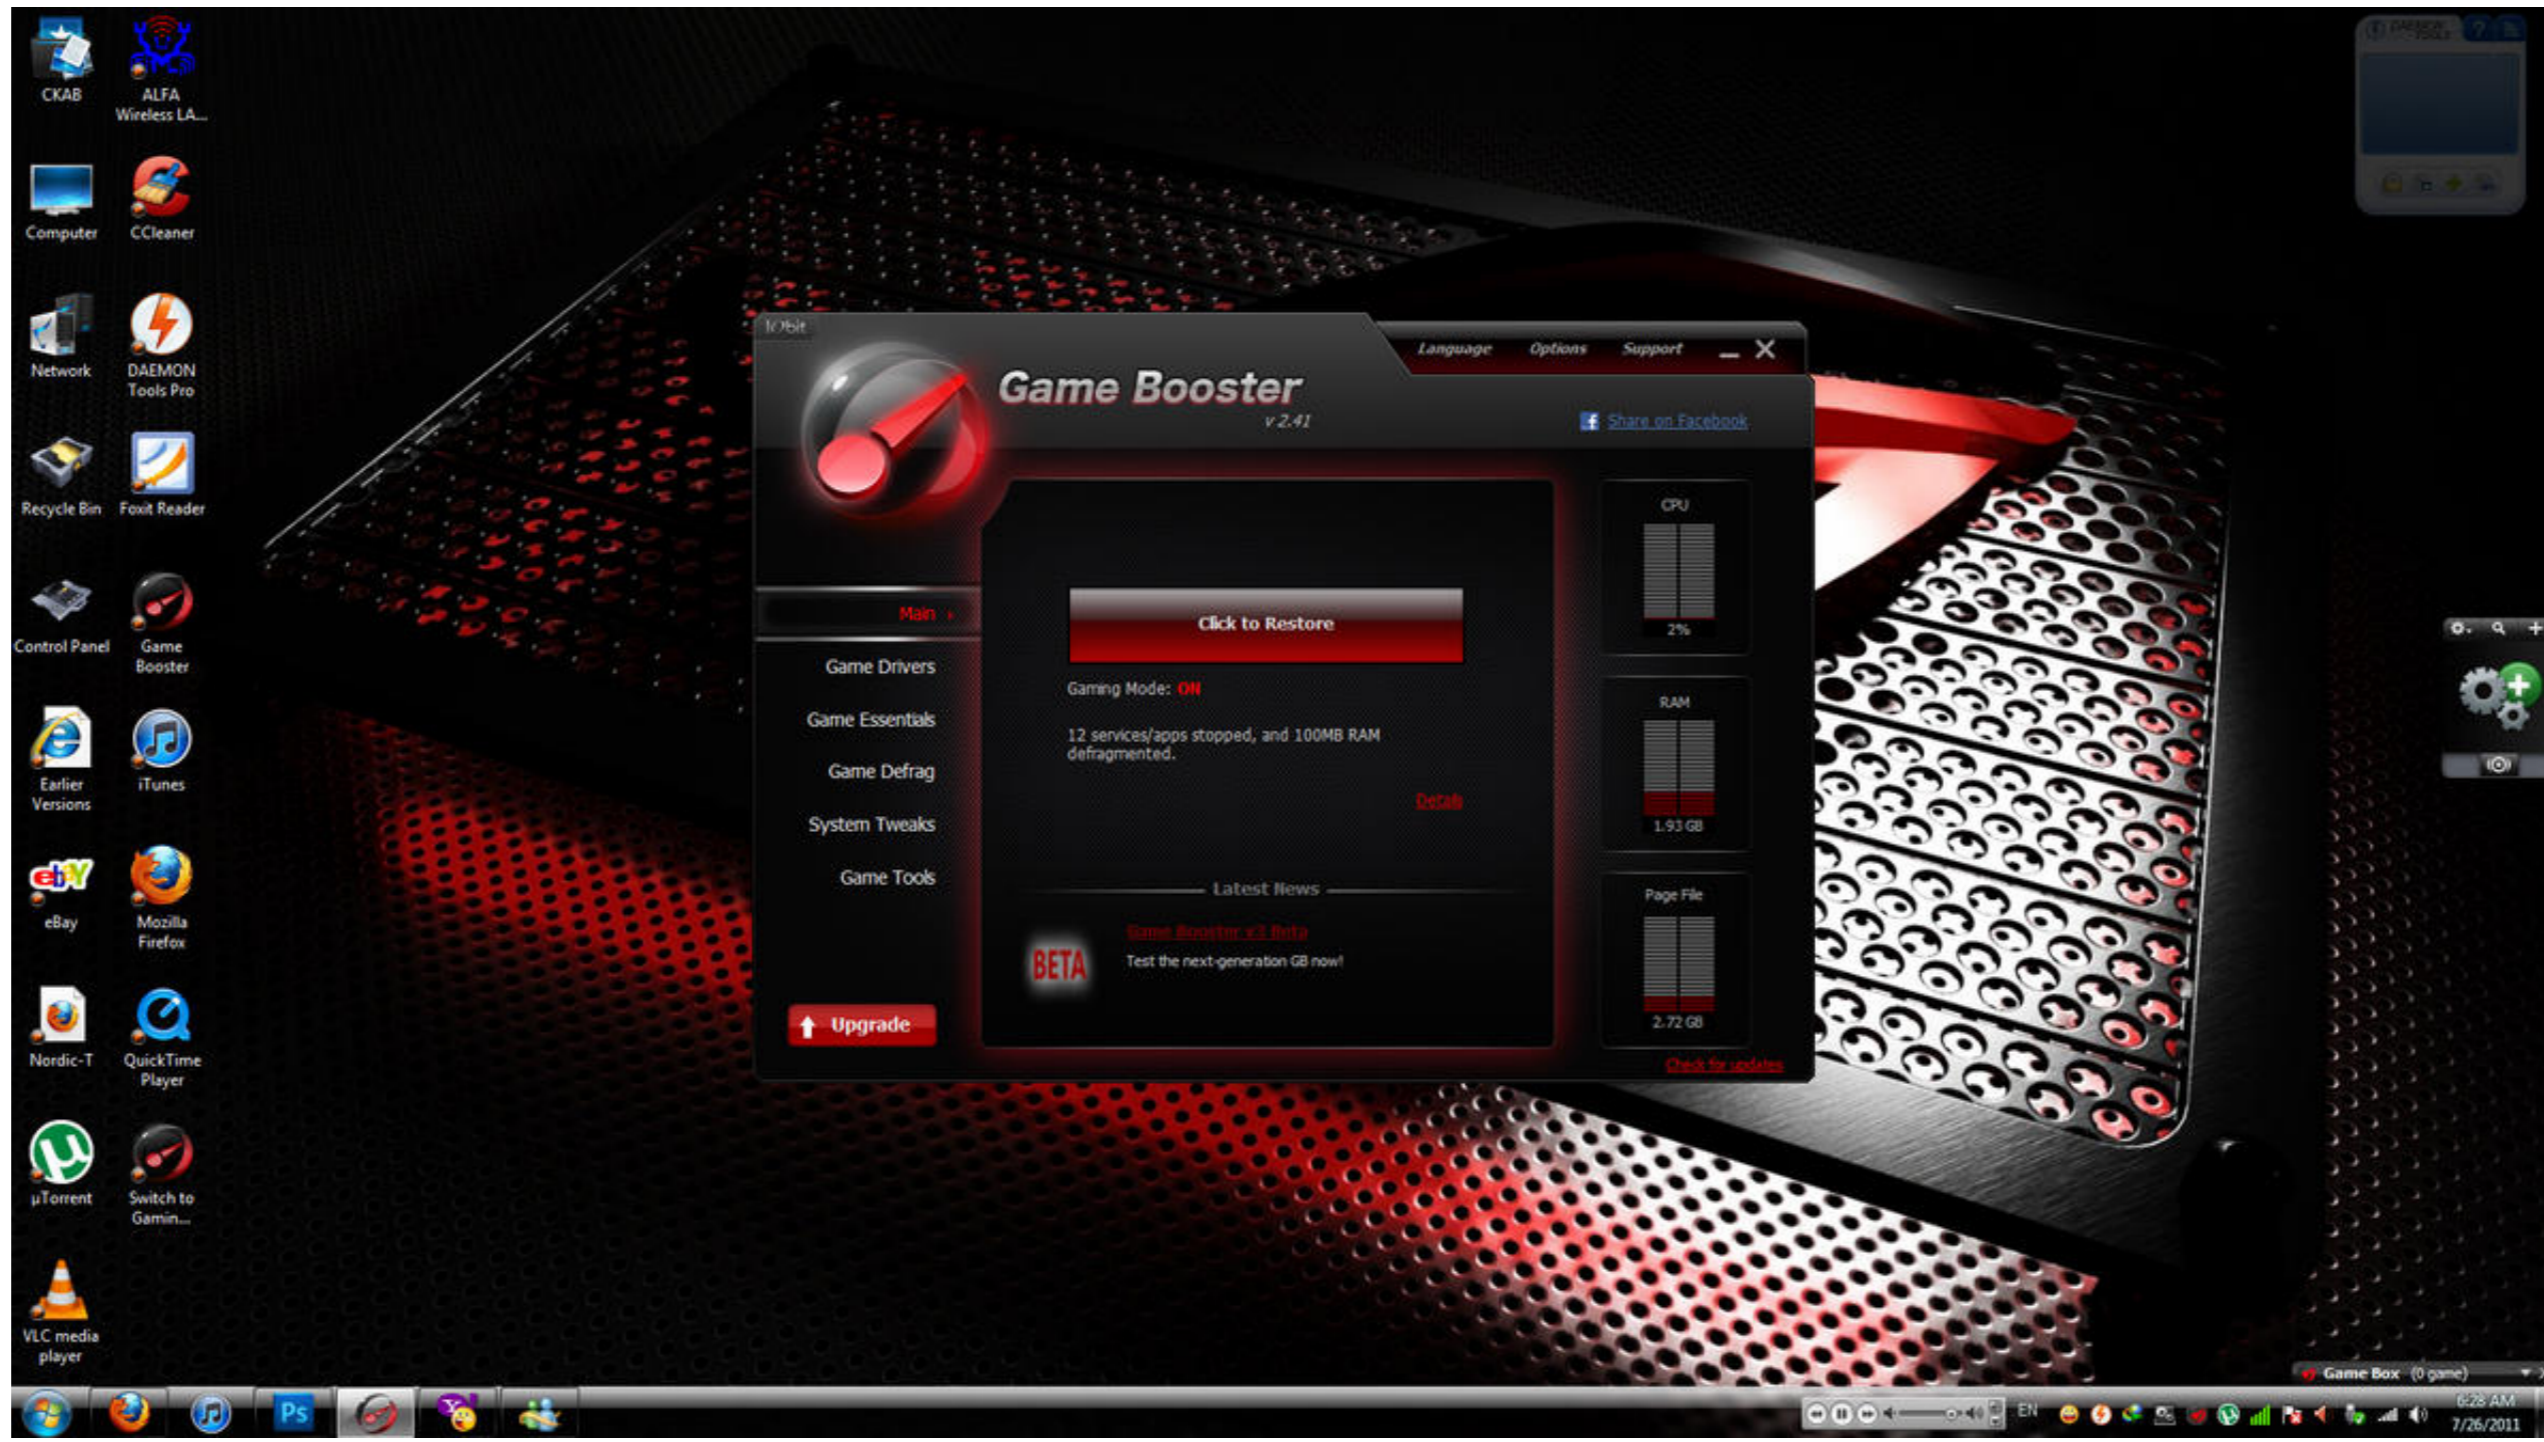 CKAB
ALFA
Wireless LA...
Computer
CCleaner
Network
DAEMON
Tools Pro
Recycle Bin
Foxit Reader
Control Panel
Game
Booster
Earlier
Versions
iTunes
eBay
Mozilla
Firefox
Nordic-T
QuickTime
Player
µTorrent
Switch to
Gamin...
VLC media
player
DAEMON
TOOLS
IObit
Language Options Support
Game Booster
v 2.41
Share on Facebook
Main
Game Drivers
Game Essentials
Game Defrag
System Tweaks
Game Tools
Upgrade
Click to Restore
Gaming Mode: ON
12 services/apps stopped, and 100MB RAM
defragmented.
Details
Latest News
BETA
Game Booster v3 Beta
Test the next-generation GB now!
CPU
2%
RAM
1.93 GB
Page File
2.72 GB
Check for updates
Game Box (0 game)
Ps
EN
6:28 AM
7/26/2011